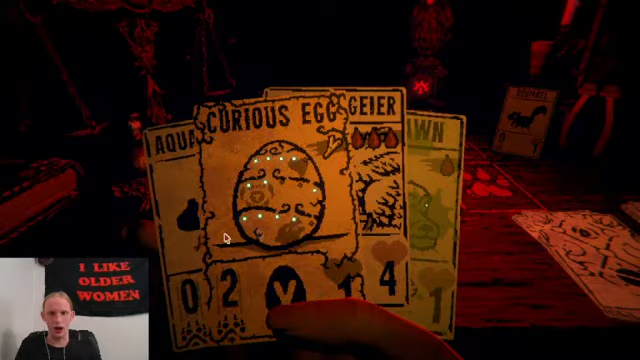 CURIOUS EGG
GEIER
AQUA
AWN
0
2
1
4
1
I LIKE
OLDER
WOMEN